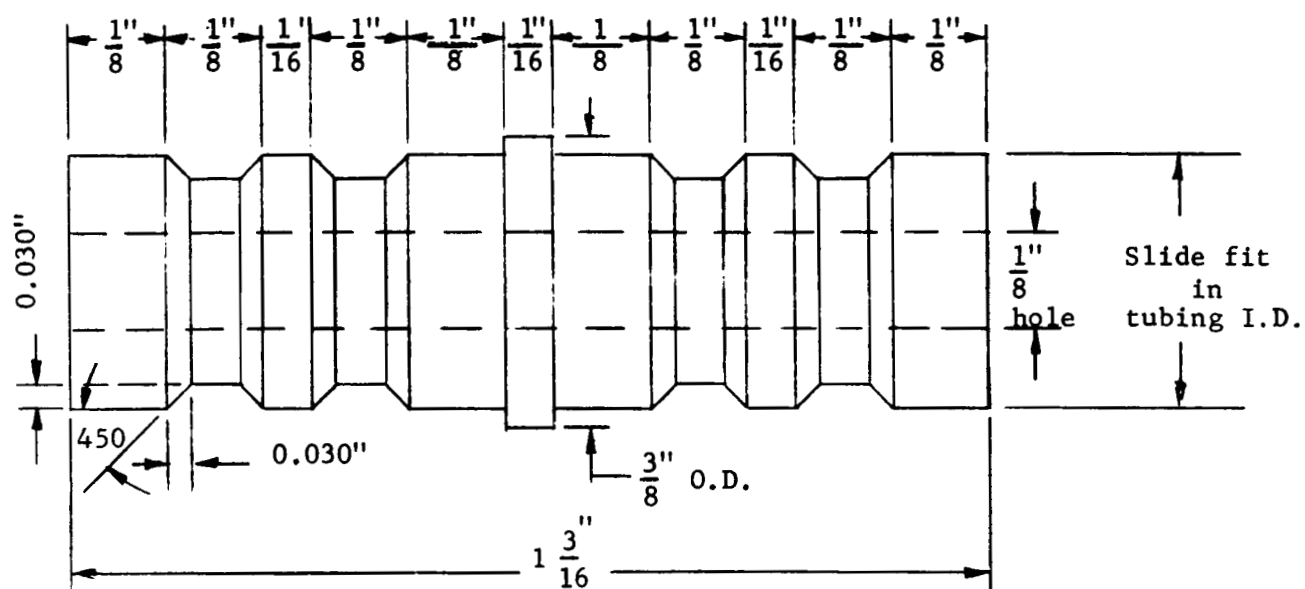 1/8" 1/8" 1/16" 1/8" 1/8" 1/16" 1/8 1/8" 1/16" 1/8" 1/8"
0.030"
1/8"
hole
Slide fit
in
tubing I.D.
450
0.030"
3/8" O.D.
1 3/16"